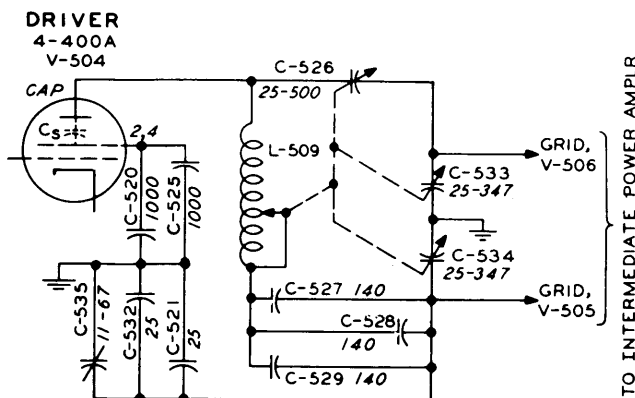 DRIVER
4-400A
V-504
CAP
Cs
2,4
C-520
1000
C-525
1000
C-526
25-500
L-509
C-533
25-347
C-534
25-347
GRID,
V-506
GRID,
V-505
TO INTERMEDIATE POWER AMPLR
C-535
11-67
C-532
25
C-521
25
C-527 140
C-528
140
C-529 140